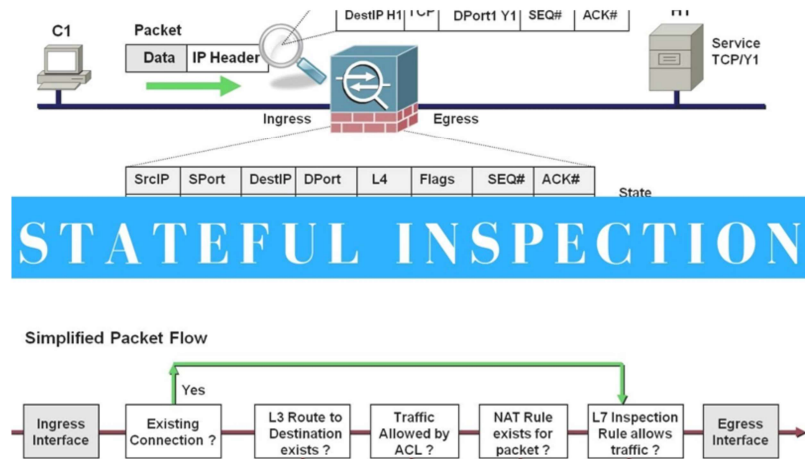 C1
Packet
Data IP Header
DestIP H1 TCP DPort1 Y1 SEQ# ACK#
H1
Service
TCP/Y1
Ingress
Egress
SrcIP SPort DestIP DPort L4 Flags SEQ# ACK#
State
STATEFUL INSPECTION
Simplified Packet Flow
Yes
Ingress
Interface
Existing
Connection ?
L3 Route to
Destination
exists ?
Traffic
Allowed by
ACL ?
NAT Rule
exists for
packet ?
L7 Inspection
Rule allows
traffic ?
Egress
Interface